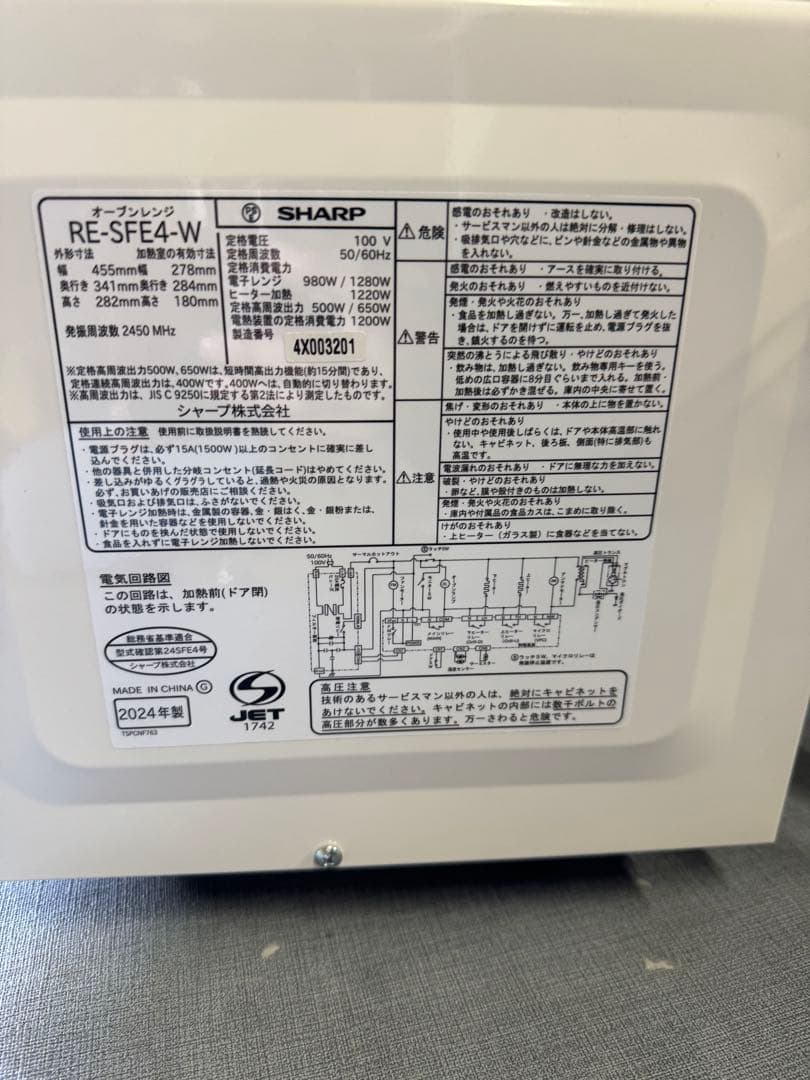 オーブンレンジ
RE-SFE4-W
外形寸法 加熱室の有効寸法
幅 455mm幅 278mm
奥行き 341mm奥行き 284mm
高さ 282mm高さ 180mm
発振周波数 2450 MHz
SHARP
定格電圧 100 V
定格周波数 50/60Hz
定格消費電力
電子レンジ 980W / 1280W
ヒーター加熱 1220W
定格高周波出力 500W / 650W
電熱装置の定格消費電力 1200W
製造番号
4X003201
※定格高周波出力500W、650Wは、短時間高出力機能(約15分間)であり、
定格連続高周波出力は、400Wです。400Wへは、自動的に切り替わります。
※高周波出力は、JIS C 9250に規定する第2法により測定したものです。
シャープ株式会社
使用上の注意 使用前に取扱説明書を熟読してください。
・電源プラグは、必ず15A(1500W)以上のコンセントに確実に差し
込んでください。
・他の器具と併用した分岐コンセント(延長コード)はやめてください。
・差し込みがゆるくグラグラしていると、過熱や火災の原因となります。
必ず、お買いあげの販売店にご相談ください。
・吸気口および排気口は、ふさがないでください。
・電子レンジ加熱時は、金属製の容器、金・銀はく、金・銀粉または、
針金を用いた容器などを使用しないでください。
・ドアにものを挟んだ状態で使用しないでください。
・食品を入れずに電子レンジ加熱しないでください。
⚠危険
感電のおそれあり ・改造はしない。
・サービスマン以外の人は絶対に分解・修理はしない。
・吸排気口や穴などに、ピンや針金などの金属物や異物
を入れない。
⚠警告
感電のおそれあり ・アースを確実に取り付ける。
発火のおそれあり ・燃えやすいものを近付けない。
発煙・発火や火花のおそれあり
・食品を加熱し過ぎない。万一、加熱し過ぎて発火した
場合は、ドアを開けずに運転を止め、電源プラグを抜
き、鎮火するのを待つ。
突然の沸とうによる飛び散り・やけどのおそれあり
・飲み物は、加熱し過ぎない。飲み物専用キーを使う。
低めの広口容器に8分目ぐらいまで入れる。加熱前・
加熱後は必ずかき混ぜる。庫内の中央に寄せて置く。
⚠注意
焦げ・変形のおそれあり ・本体の上に物を置かない。
やけどのおそれあり
・使用中や使用後しばらくは、ドアや本体高温部に触れ
ない。キャビネット、後ろ板、側面(特に排気部)も
高温です。
電波漏れのおそれあり ・ドアに無理な力を加えない。
破裂・やけどのおそれあり
・卵など、膜や殻付きのものは加熱しない。
発煙・発火や火花のおそれあり
・庫内や付属品の食品カスは、こまめに取り除く。
けがのおそれあり
・上ヒーター（ガラス製）に食器などを当てない。
電気回路図
この回路は、加熱前(ドア閉)
の状態を示します。
50/60Hz
100V
サーマルカットアウト
総務省基準適合
型式確認第24SFE4号
シャープ株式会社
MADE IN CHINA Ⓖ
2024年製
TSPCNF763
JET
1742
高圧注意
技術のあるサービスマン以外の人は、絶対にキャビネットを
あけないでください。キャビネットの内部には数千ボルトの
高圧部分が数多くあります。万一さわると危険です。